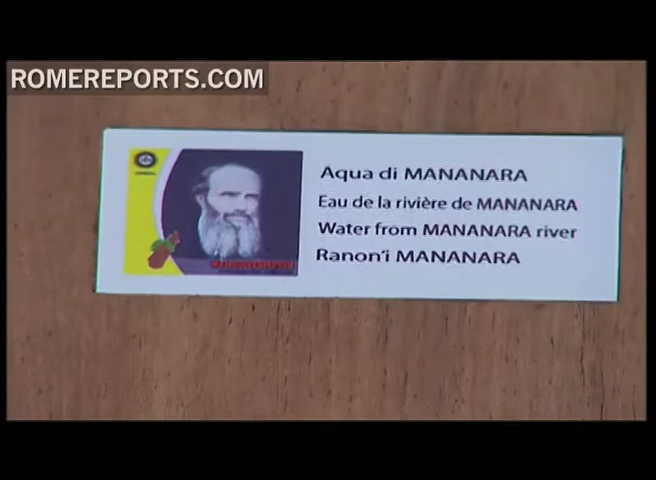 ROMEREPORTS.COM
Aqua di MANANARA
Eau de la rivière de MANANARA
Water from MANANARA river
Ranon'i MANANARA